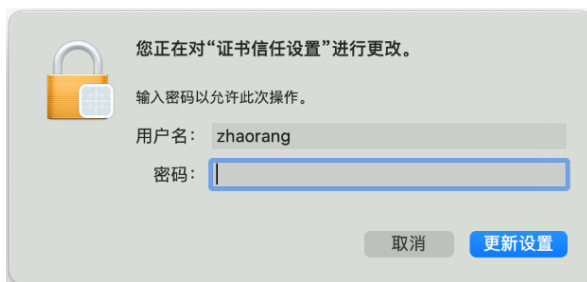 您正在对“证书信任设置”进行更改。
输入密码以允许此次操作。
用户名： zhaorang
密码：
取消 更新设置